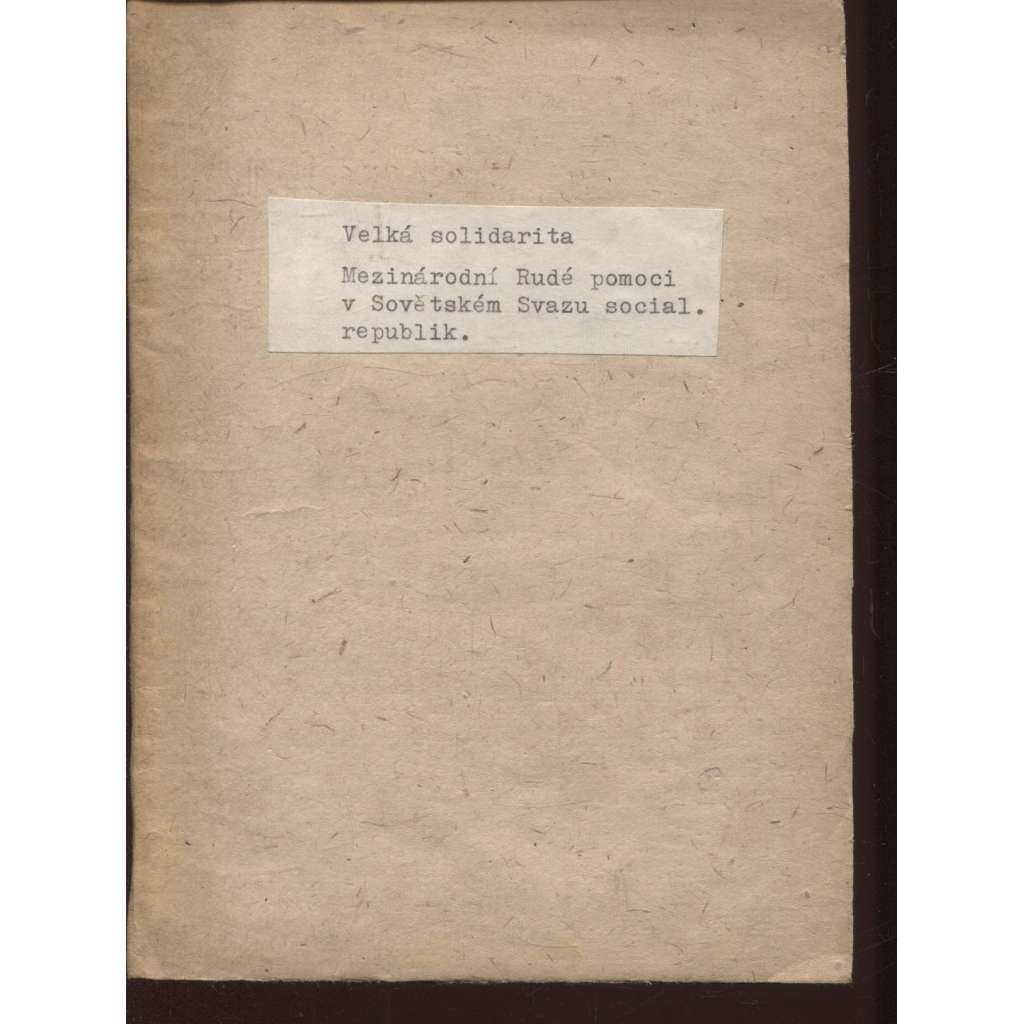 Velká solidarita
Mezinárodní Rudé pomoci
v Sovětském Svazu social.
republik.